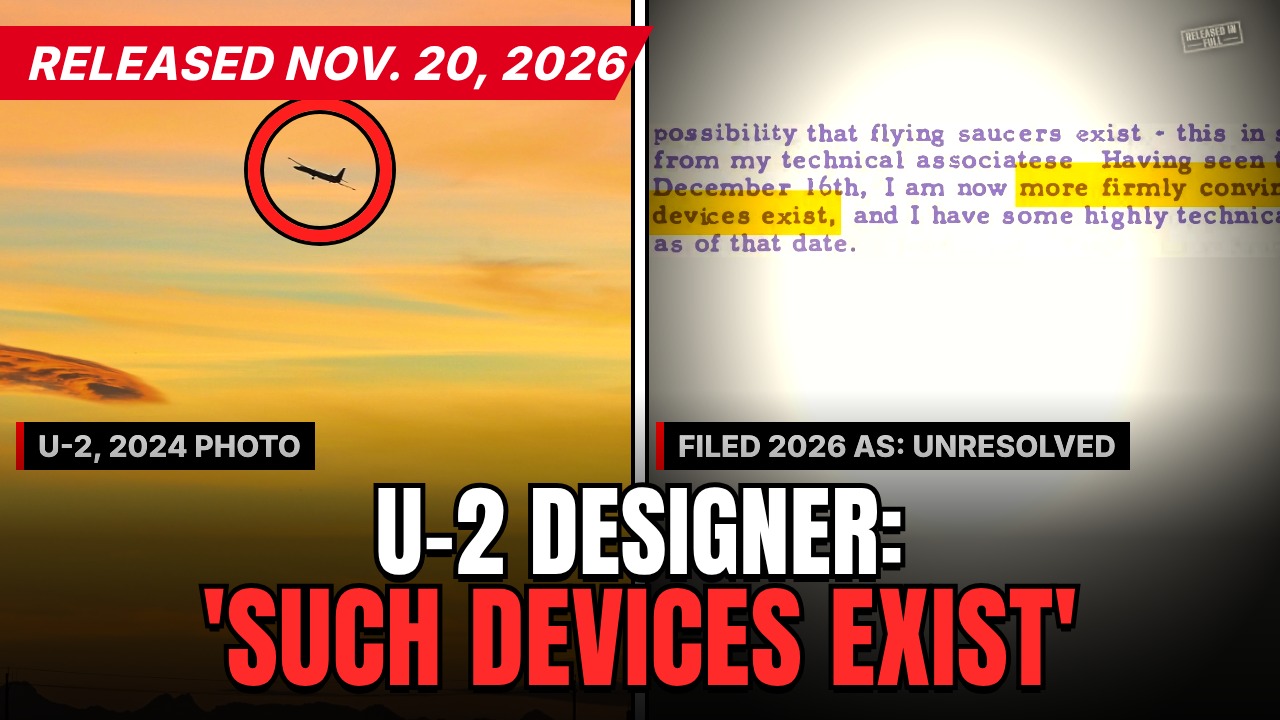 RELEASED NOV. 20, 2026
RELEASED IN
FULL
possibility that flying saucers exist - this in
from my technical associatese Having seen
December 16th, I am now more firmly
devices exist, and I have some highly
as of that date.
U-2, 2024 PHOTO
FILED 2026 AS: UNRESOLVED
U-2 DESIGNER:
'SUCH DEVICES EXIST'